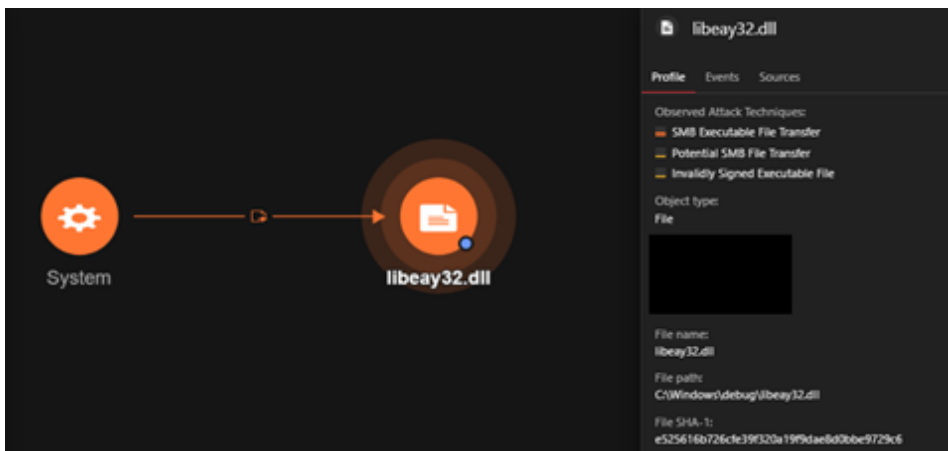 libeay32.dll
Profile Events Sources
Observed Attack Techniques:
SMB Executable File Transfer
Potential SMB File Transfer
Invalidly Signed Executable File
Object type:
File
File name:
libeay32.dll
File path:
C:\Windows\debug\libeay32.dll
File SHA-1:
e525616b726cfe39f320a19f9dae8d0bbe9729c6
System
libeay32.dll